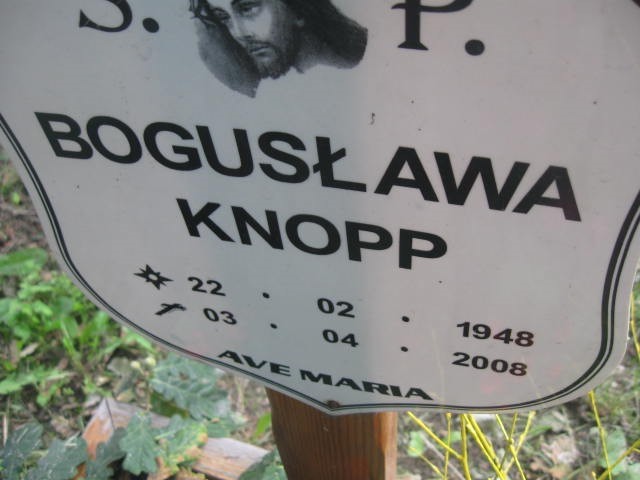 Ś. P.
BOGUSŁAWA
KNOPP
22 . 02 . 1948
03 . 04 . 2008
AVE MARIA